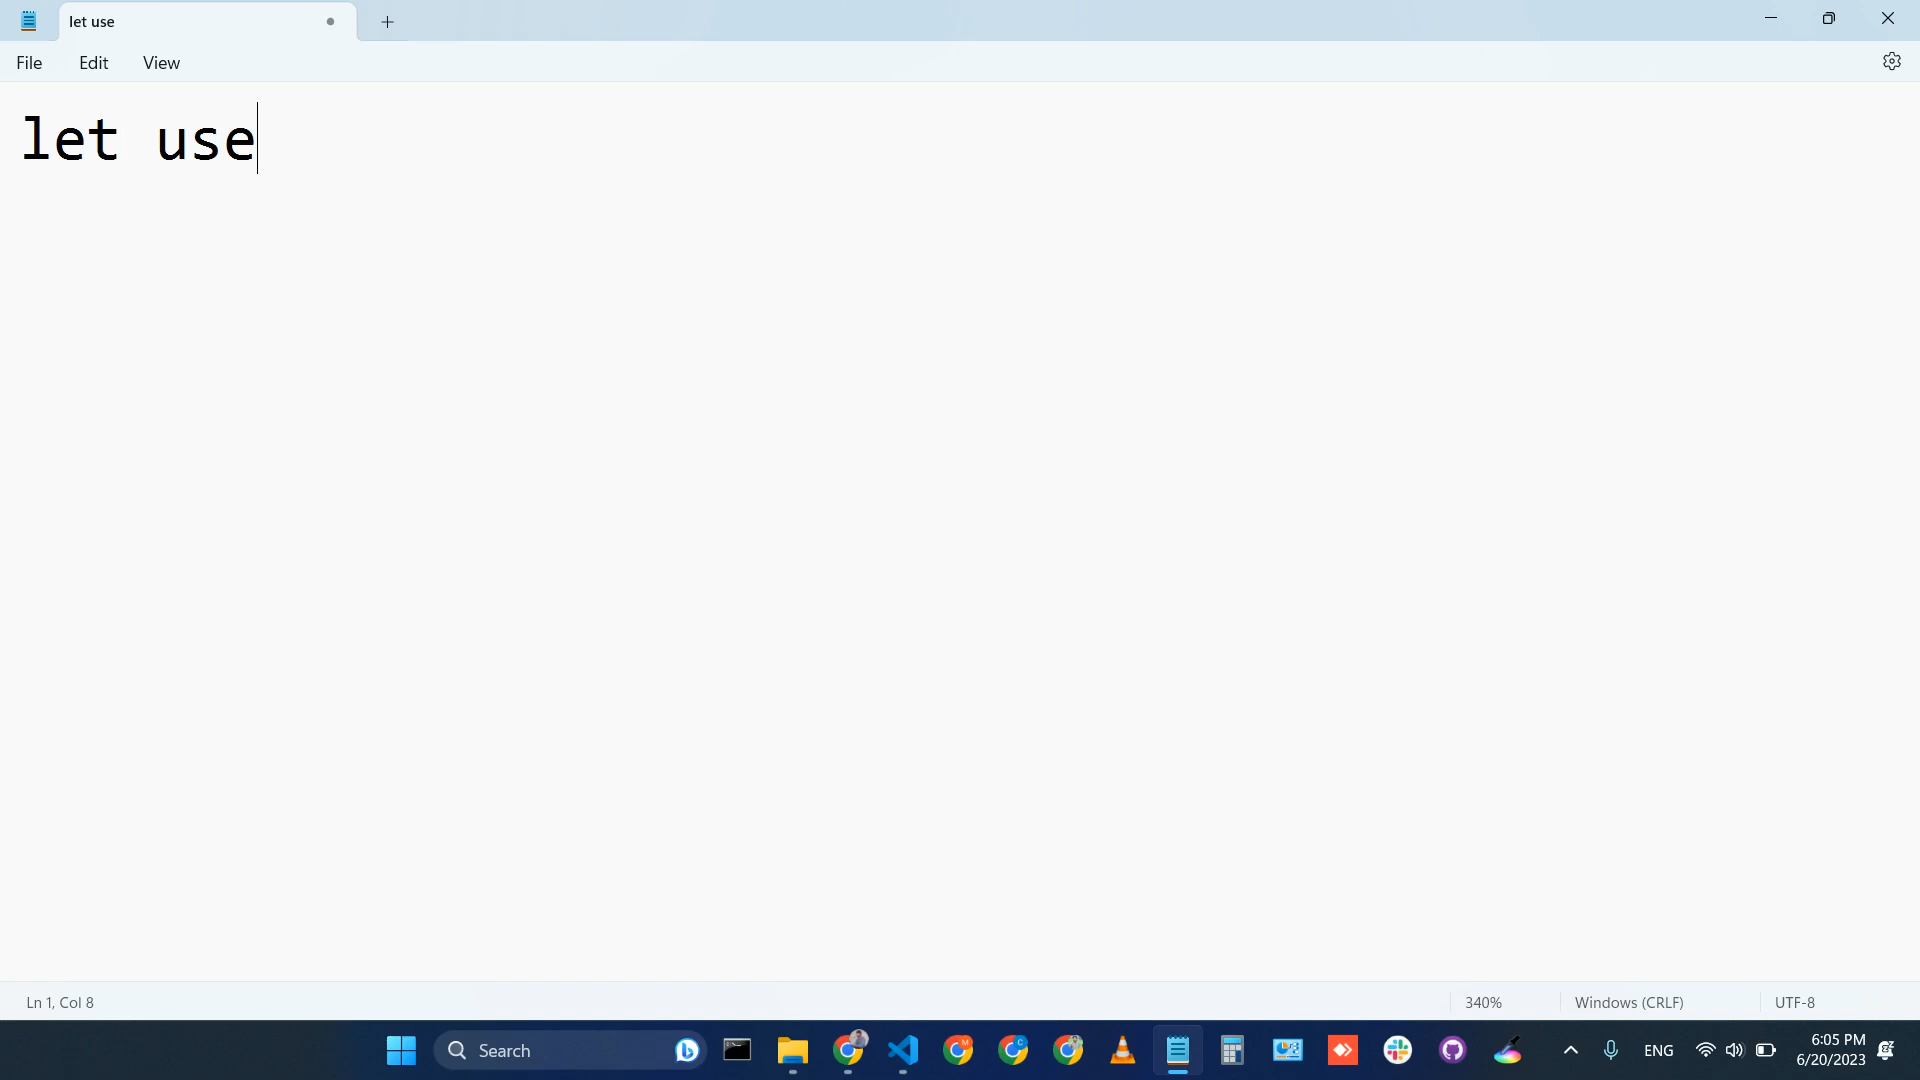 let use
File Edit View
let use
Ln 1, Col 8 340% Windows (CRLF) UTF-8
Search ENG 6:05 PM
6/20/2023